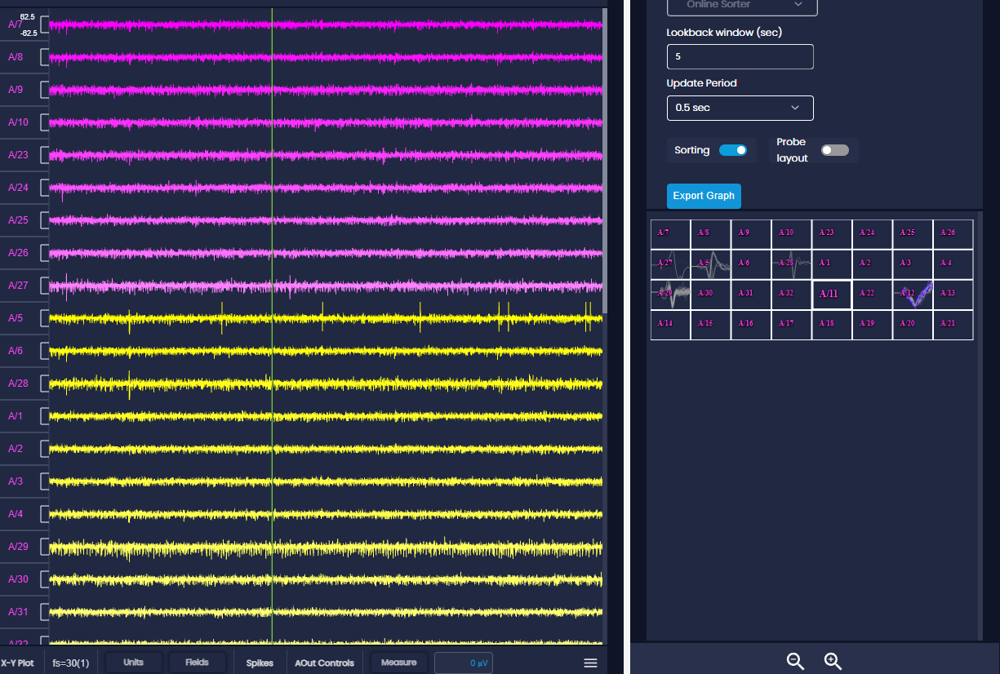 62.5
A/7
-62.5
A/8
A/9
A/10
A/23
A/24
A/25
A/26
A/27
A/5
A/6
A/28
A/1
A/2
A/3
A/4
A/29
A/30
A/31
A/32
X-Y Plot fs=30(1) Units Fields Spikes AOut Controls Measure 0 µV
Online Sorter
Lookback window (sec)
5
Update Period
0.5 sec
Sorting
Probe
layout
Export Graph
A/7 A/8 A/9 A/10 A/23 A/24 A/25 A/26
A/27 A/5 A/6 A/28 A/1 A/2 A/3 A/4
A/29 A/30 A/31 A/32 A/11 A/22 A/12 A/13
A/14 A/15 A/16 A/17 A/18 A/19 A/20 A/21